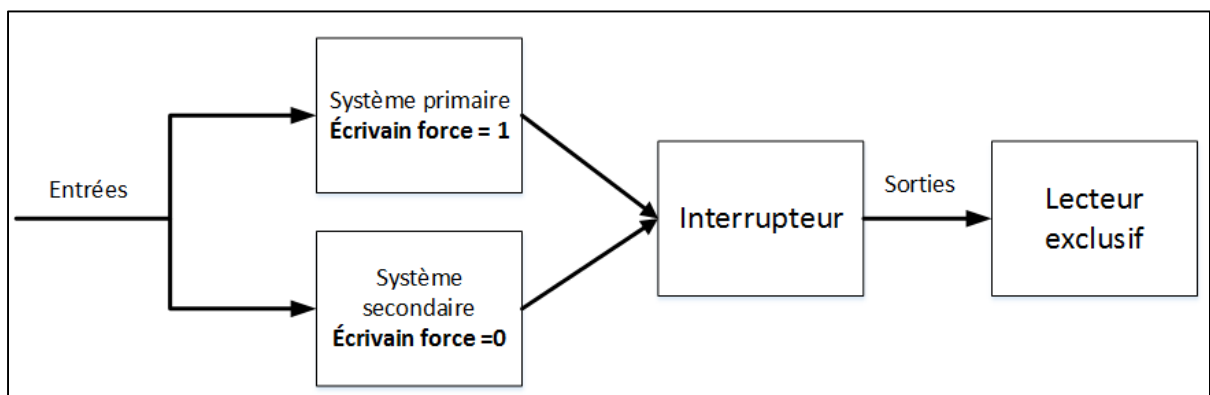 Entrées
Système primaire
Écrivain force = 1
Système
secondaire
Écrivain force =0
Interrupteur
Sorties
Lecteur
exclusif